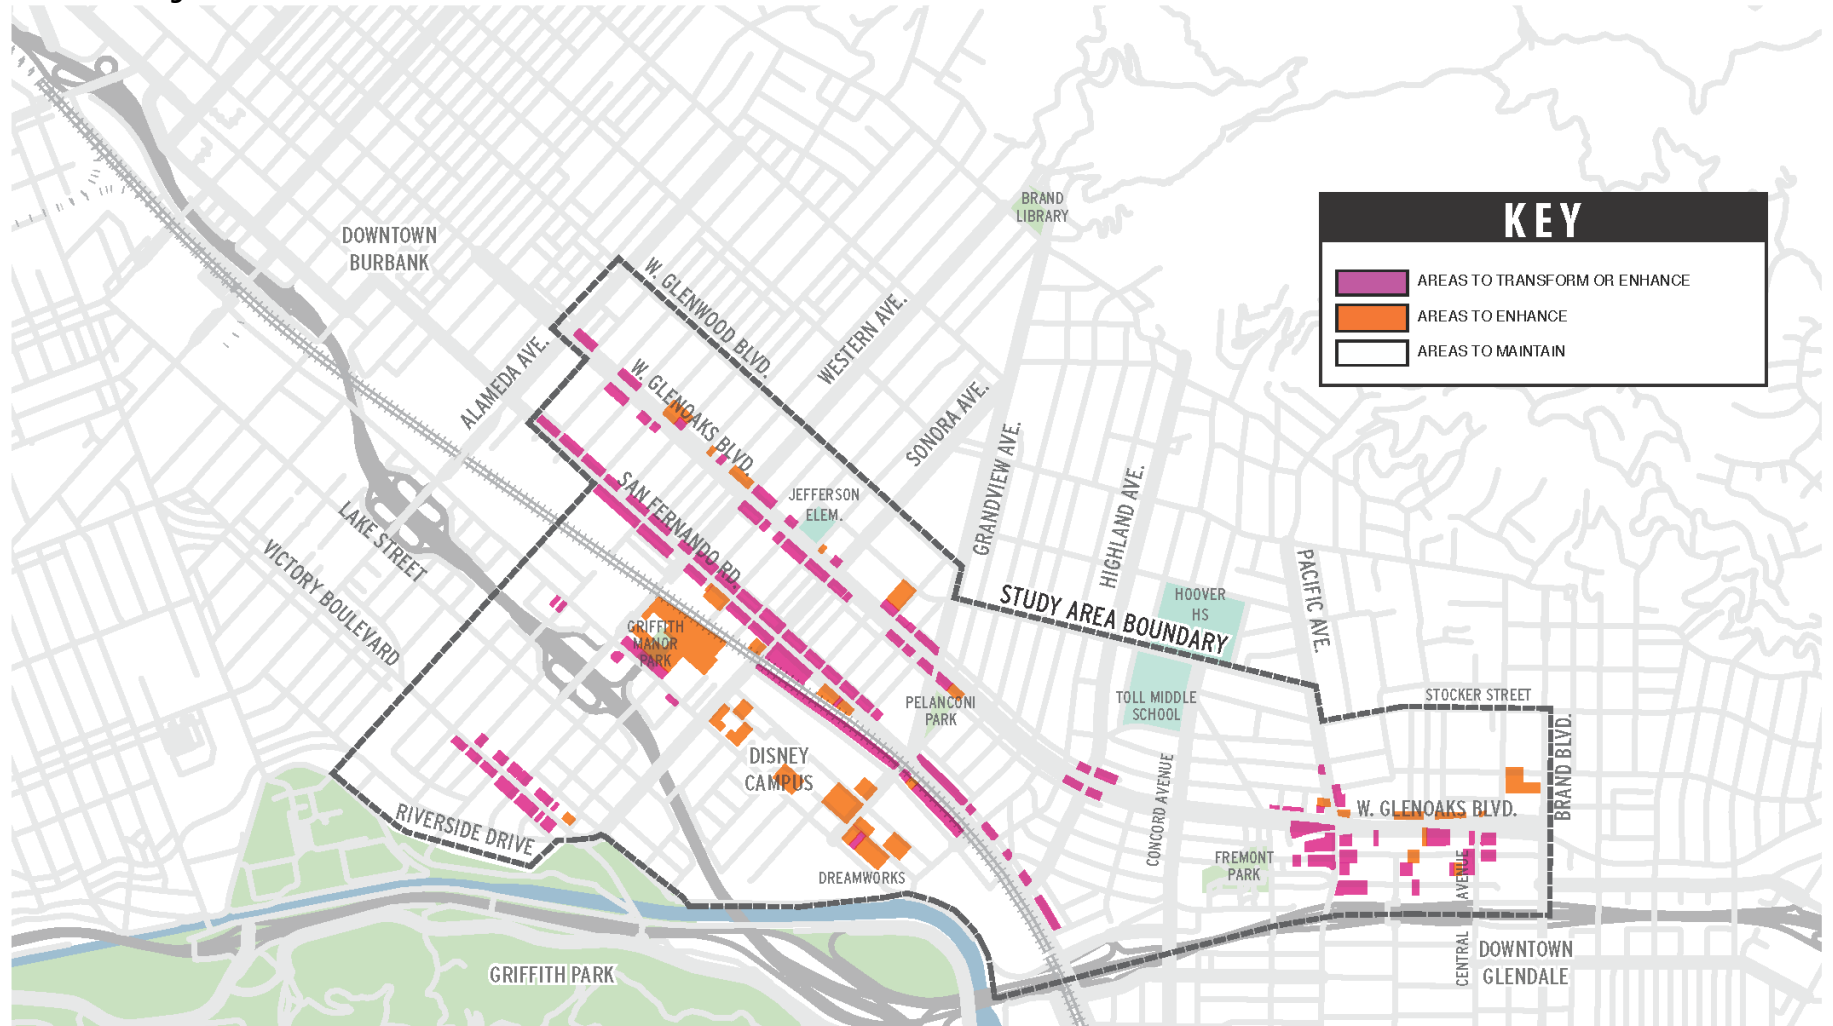 DOWNTOWN
BURBANK
BRAND
LIBRARY
KEY
AREAS TO TRANSFORM OR ENHANCE
AREAS TO ENHANCE
AREAS TO MAINTAIN
W. GLENWOOD BLVD.
ALAMEDA AVE.
WESTERN AVE.
W. GLENOAKS BLVD.
SONORA AVE.
GRANDVIEW AVE.
HIGHLAND AVE.
SAN FERNANDO RD.
JEFFERSON
ELEM.
LAKE STREET
VICTORY BOULEVARD
GRIFFITH
MANOR
PARK
STUDY AREA BOUNDARY
HOOVER
HS
PACIFIC AVE.
PELANCONI
PARK
TOLL MIDDLE
SCHOOL
STOCKER STREET
BRAND BLVD.
DISNEY
CAMPUS
RIVERSIDE DRIVE
CONCORD AVENUE
W. GLENOAKS BLVD.
FREMONT
PARK
DREAMWORKS
CENTRAL AVENUE
DOWNTOWN
GLENDALE
GRIFFITH PARK